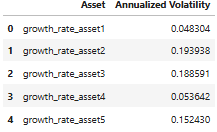 Asset Annualized Volatility
0 growth_rate_asset1 0.048304
1 growth_rate_asset2 0.193938
2 growth_rate_asset3 0.188591
3 growth_rate_asset4 0.053642
4 growth_rate_asset5 0.152430